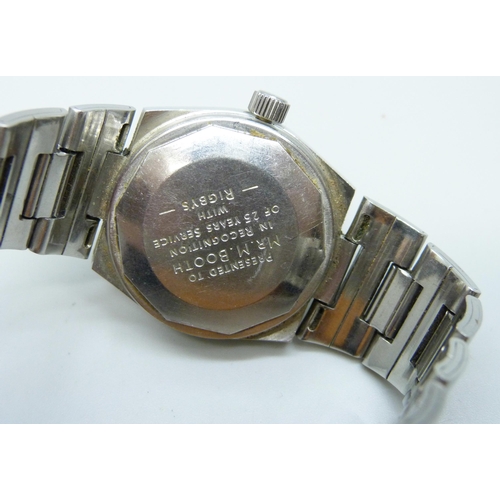 PRESENTED TO
MR. M. BOOTH
IN RECOGNITION
OF 25 YEARS SERVICE
WITH
— RIGBYS —